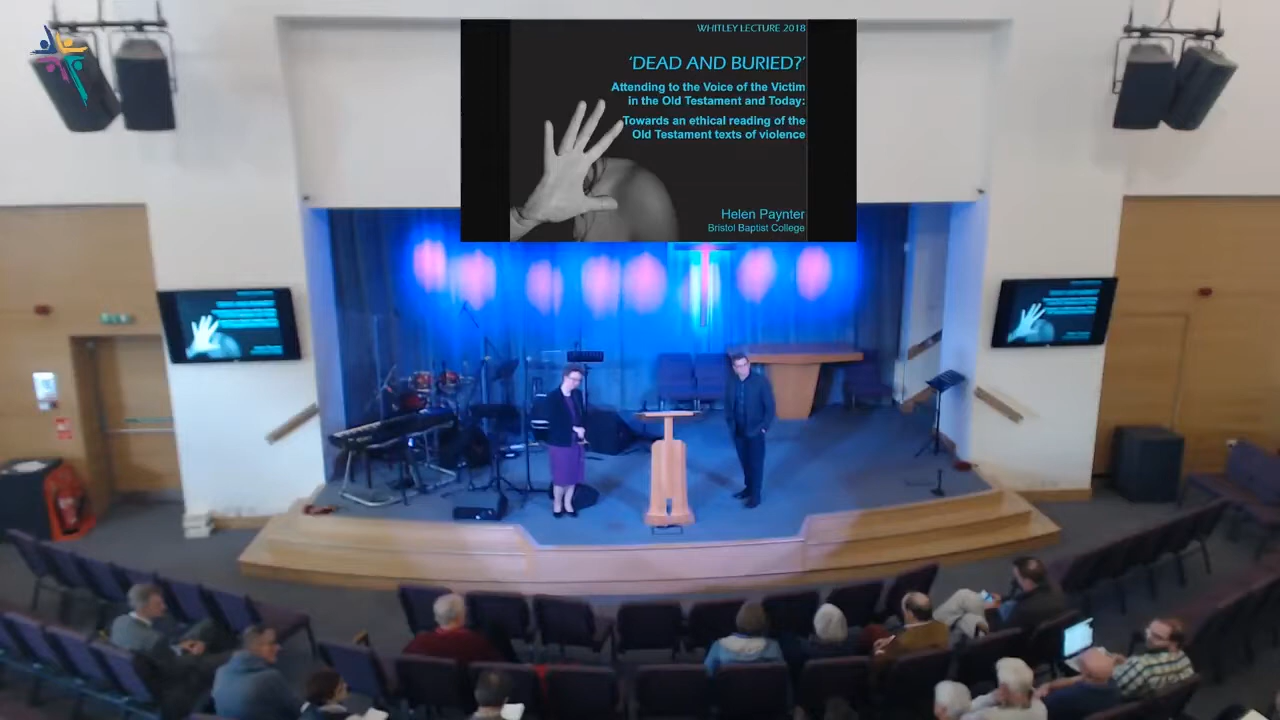 WHITLEY LECTURE 2018
'DEAD AND BURIED?'
Attending to the Voice of the Victim
in the Old Testament and Today:
Towards an ethical reading of the
Old Testament texts of violence
Helen Paynter
Bristol Baptist College